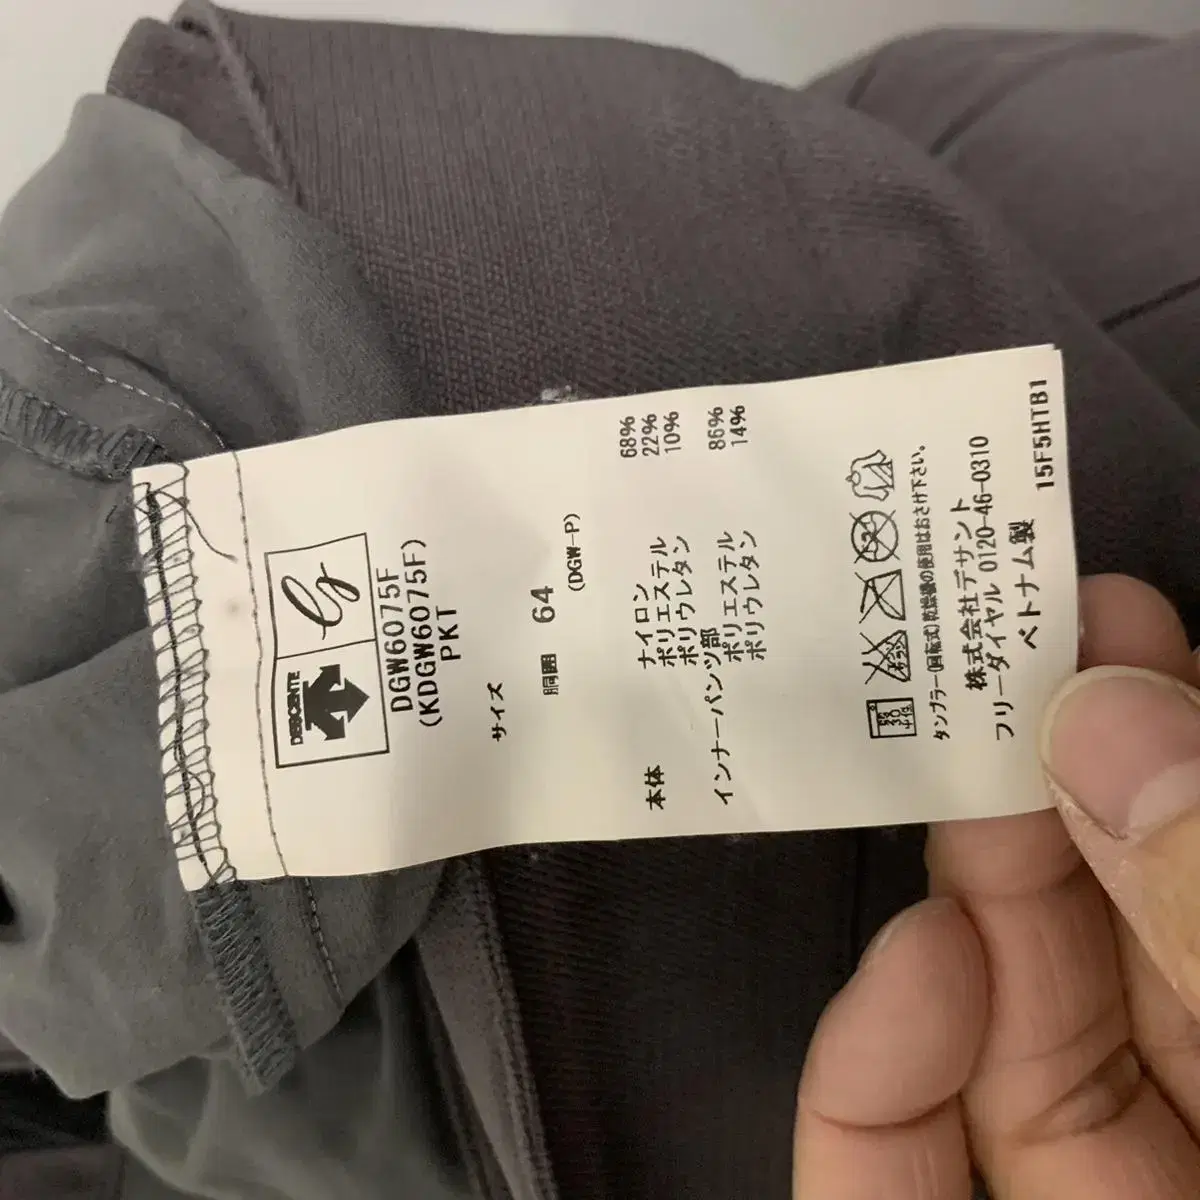 DESCENTE
DGW6075F
(KDGW6075F)
PKT
サイズ
胴囲 64
(DGW-P)
本体 ナイロン 68%
ポリエステル 22%
ポリウレタン 10%
インナーパンツ部
ポリエステル 86%
ポリウレタン 14%
タンブラー(回転式)乾燥機の使用はおさけ下さい。
株式会社デサント
フリーダイヤル 0120-46-0310
ベトナム製
15F5HTB1